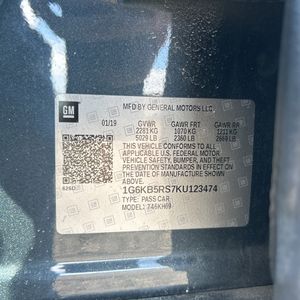 GM
MFD BY GENERAL MOTORS LLC
01/19 GVWR GAWR FRT GAWR RR
2281 KG 1070 KG 1211 KG
5029 LB 2360 LB 2669 LB
THIS VEHICLE CONFORMS TO ALL
APPLICABLE U.S. FEDERAL MOTOR
VEHICLE SAFETY, BUMPER, AND
THEFT PREVENTION STANDARDS
IN EFFECT ON THE DATE OF
MANUFACTURE SHOWN ABOVE.
1G6KB5RS7KU123474
TYPE: PASS CAR
MODEL: 746KH69